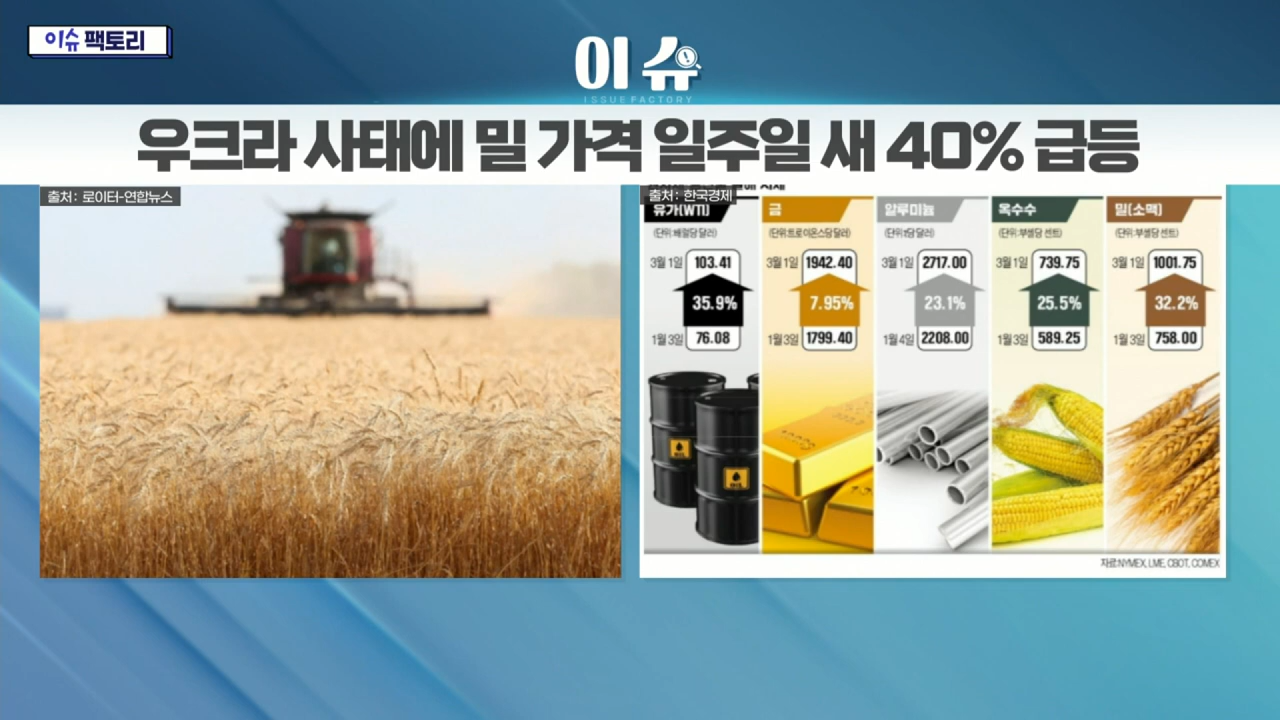 이슈 팩토리
이슈
ISSUE FACTORY
우크라 사태에 밀 가격 일주일 새 40% 급등
출처: 로이터-연합뉴스
출처: 한국경제
유가(WTI) 금 알루미늄 옥수수 밀(소맥)
(단위:배럴당 달러) (단위:트로이온스당 달러) (단위:t당 달러) (단위:부셸당 센트) (단위:부셸당 센트)
3월 1일 103.41 3월 1일 1942.40 3월 1일 2717.00 3월 1일 739.75 3월 1일 1001.75
35.9% 7.95% 23.1% 25.5% 32.2%
1월 3일 76.08 1월 3일 1799.40 1월 4일 2208.00 1월 3일 589.25 1월 3일 758.00
자료:NYMEX, LME, CBOT, COMEX